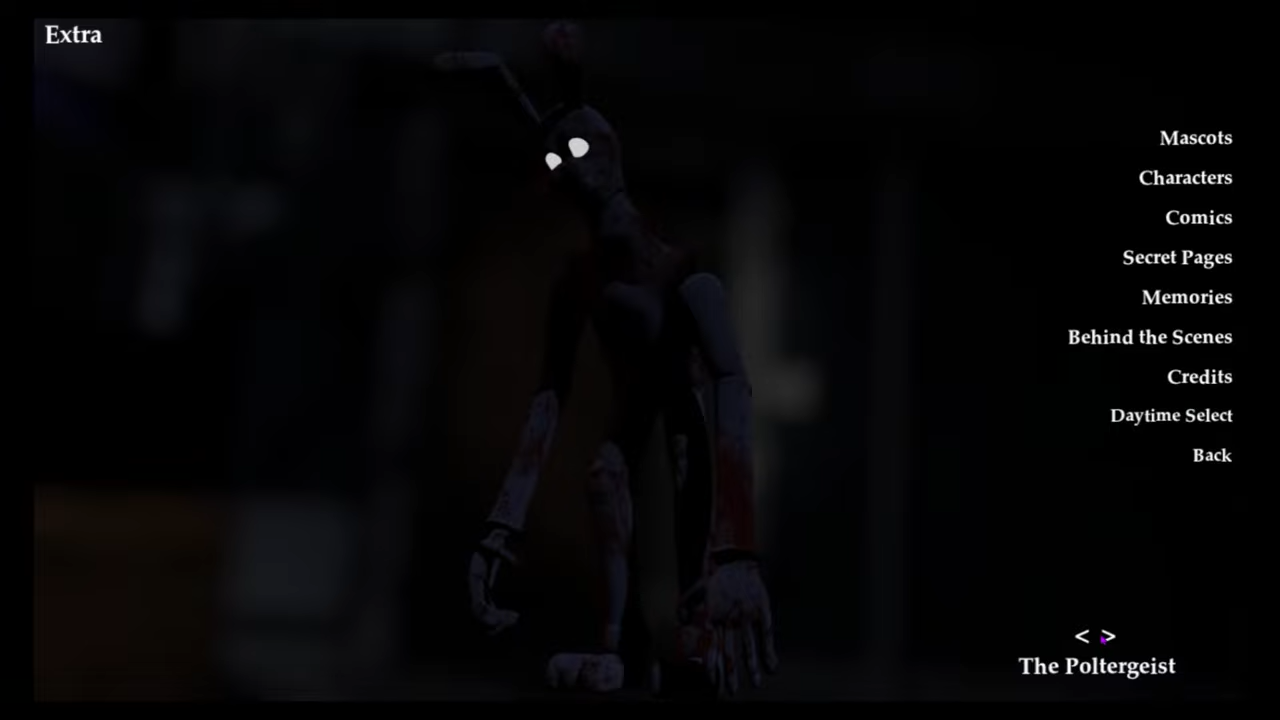 Extra
Mascots
Characters
Comics
Secret Pages
Memories
Behind the Scenes
Credits
Daytime Select
Back
< >
The Poltergeist